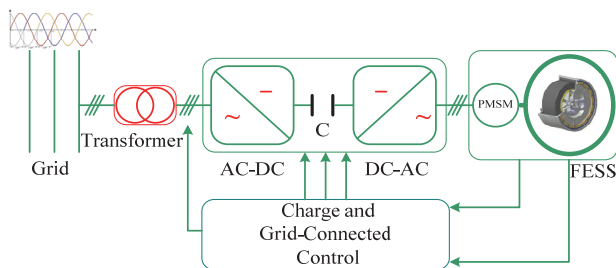 PMSM
C
Transformer
Grid
AC-DC
DC-AC
FESS
Charge and
Grid-Connected
Control